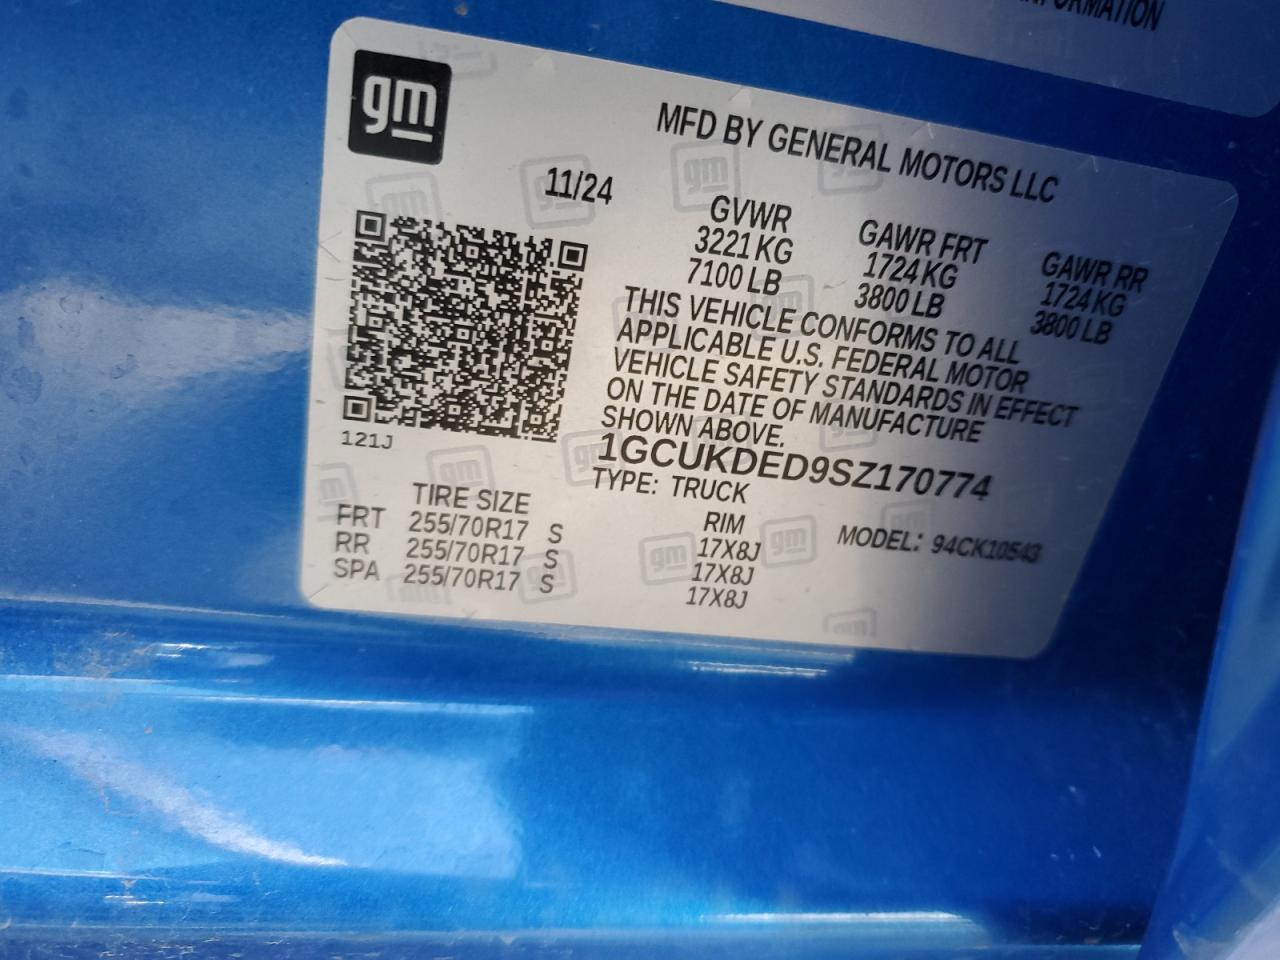 INFORMATION
gm
MFD BY GENERAL MOTORS LLC
11/24
GVWR GAWR FRT GAWR RR
3221 KG 1724 KG 1724 KG
7100 LB 3800 LB 3800 LB
THIS VEHICLE CONFORMS TO ALL
APPLICABLE U.S. FEDERAL MOTOR
VEHICLE SAFETY STANDARDS IN EFFECT
ON THE DATE OF MANUFACTURE
SHOWN ABOVE.
121J
1GCUKDED9SZ170774
TYPE: TRUCK
TIRE SIZE RIM MODEL: 94CK10543
FRT 255/70R17 S 17X8J
RR 255/70R17 S 17X8J
SPA 255/70R17 S 17X8J